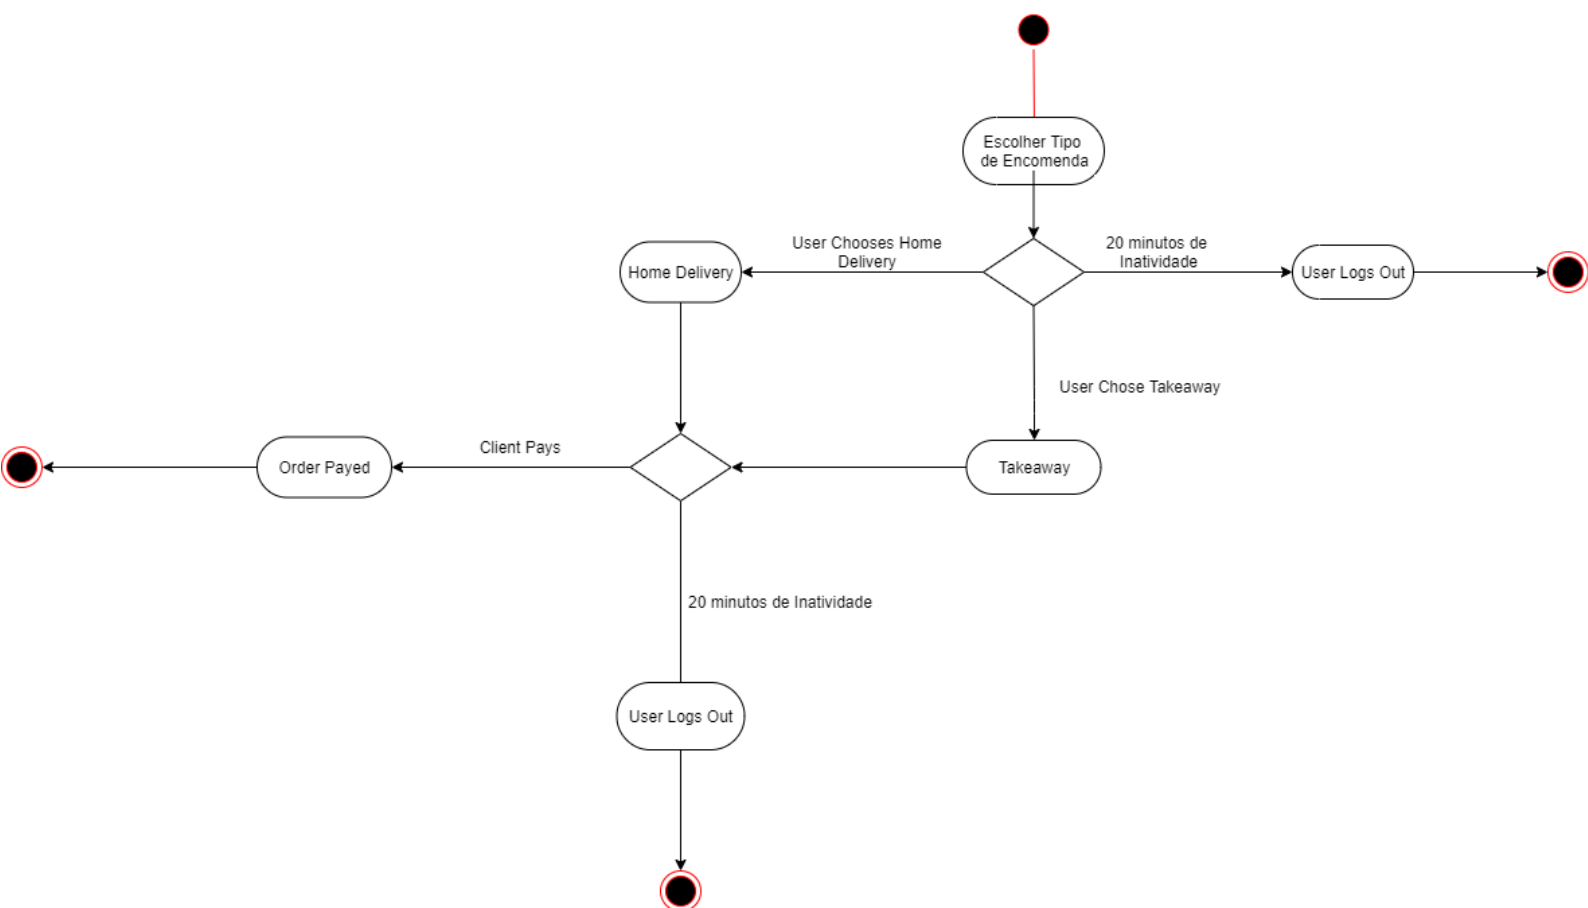 Escolher Tipo
de Encomenda
User Chooses Home
Delivery
20 minutos de
Inatividade
Home Delivery
User Logs Out
User Chose Takeaway
Client Pays
Order Payed
Takeaway
20 minutos de Inatividade
User Logs Out